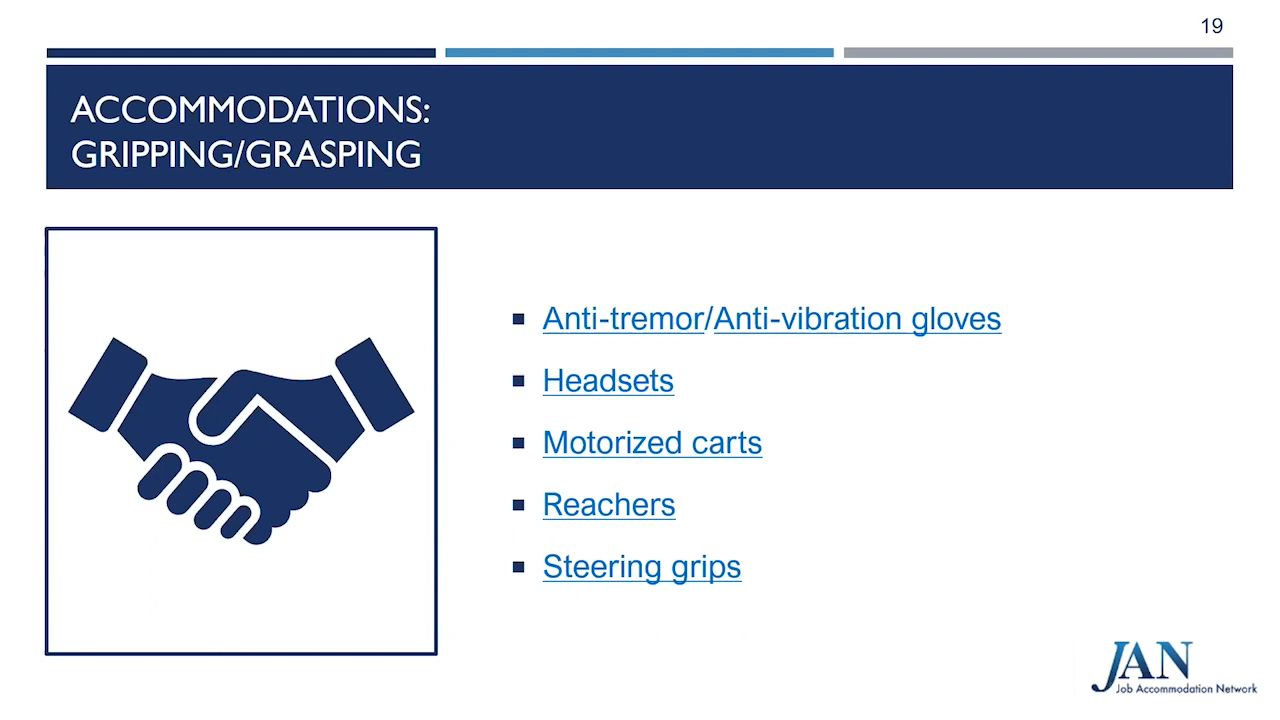 19
ACCOMMODATIONS:
GRIPPING/GRASPING
Anti-tremor/Anti-vibration gloves
Headsets
Motorized carts
Reachers
Steering grips
JAN
Job Accommodation Network